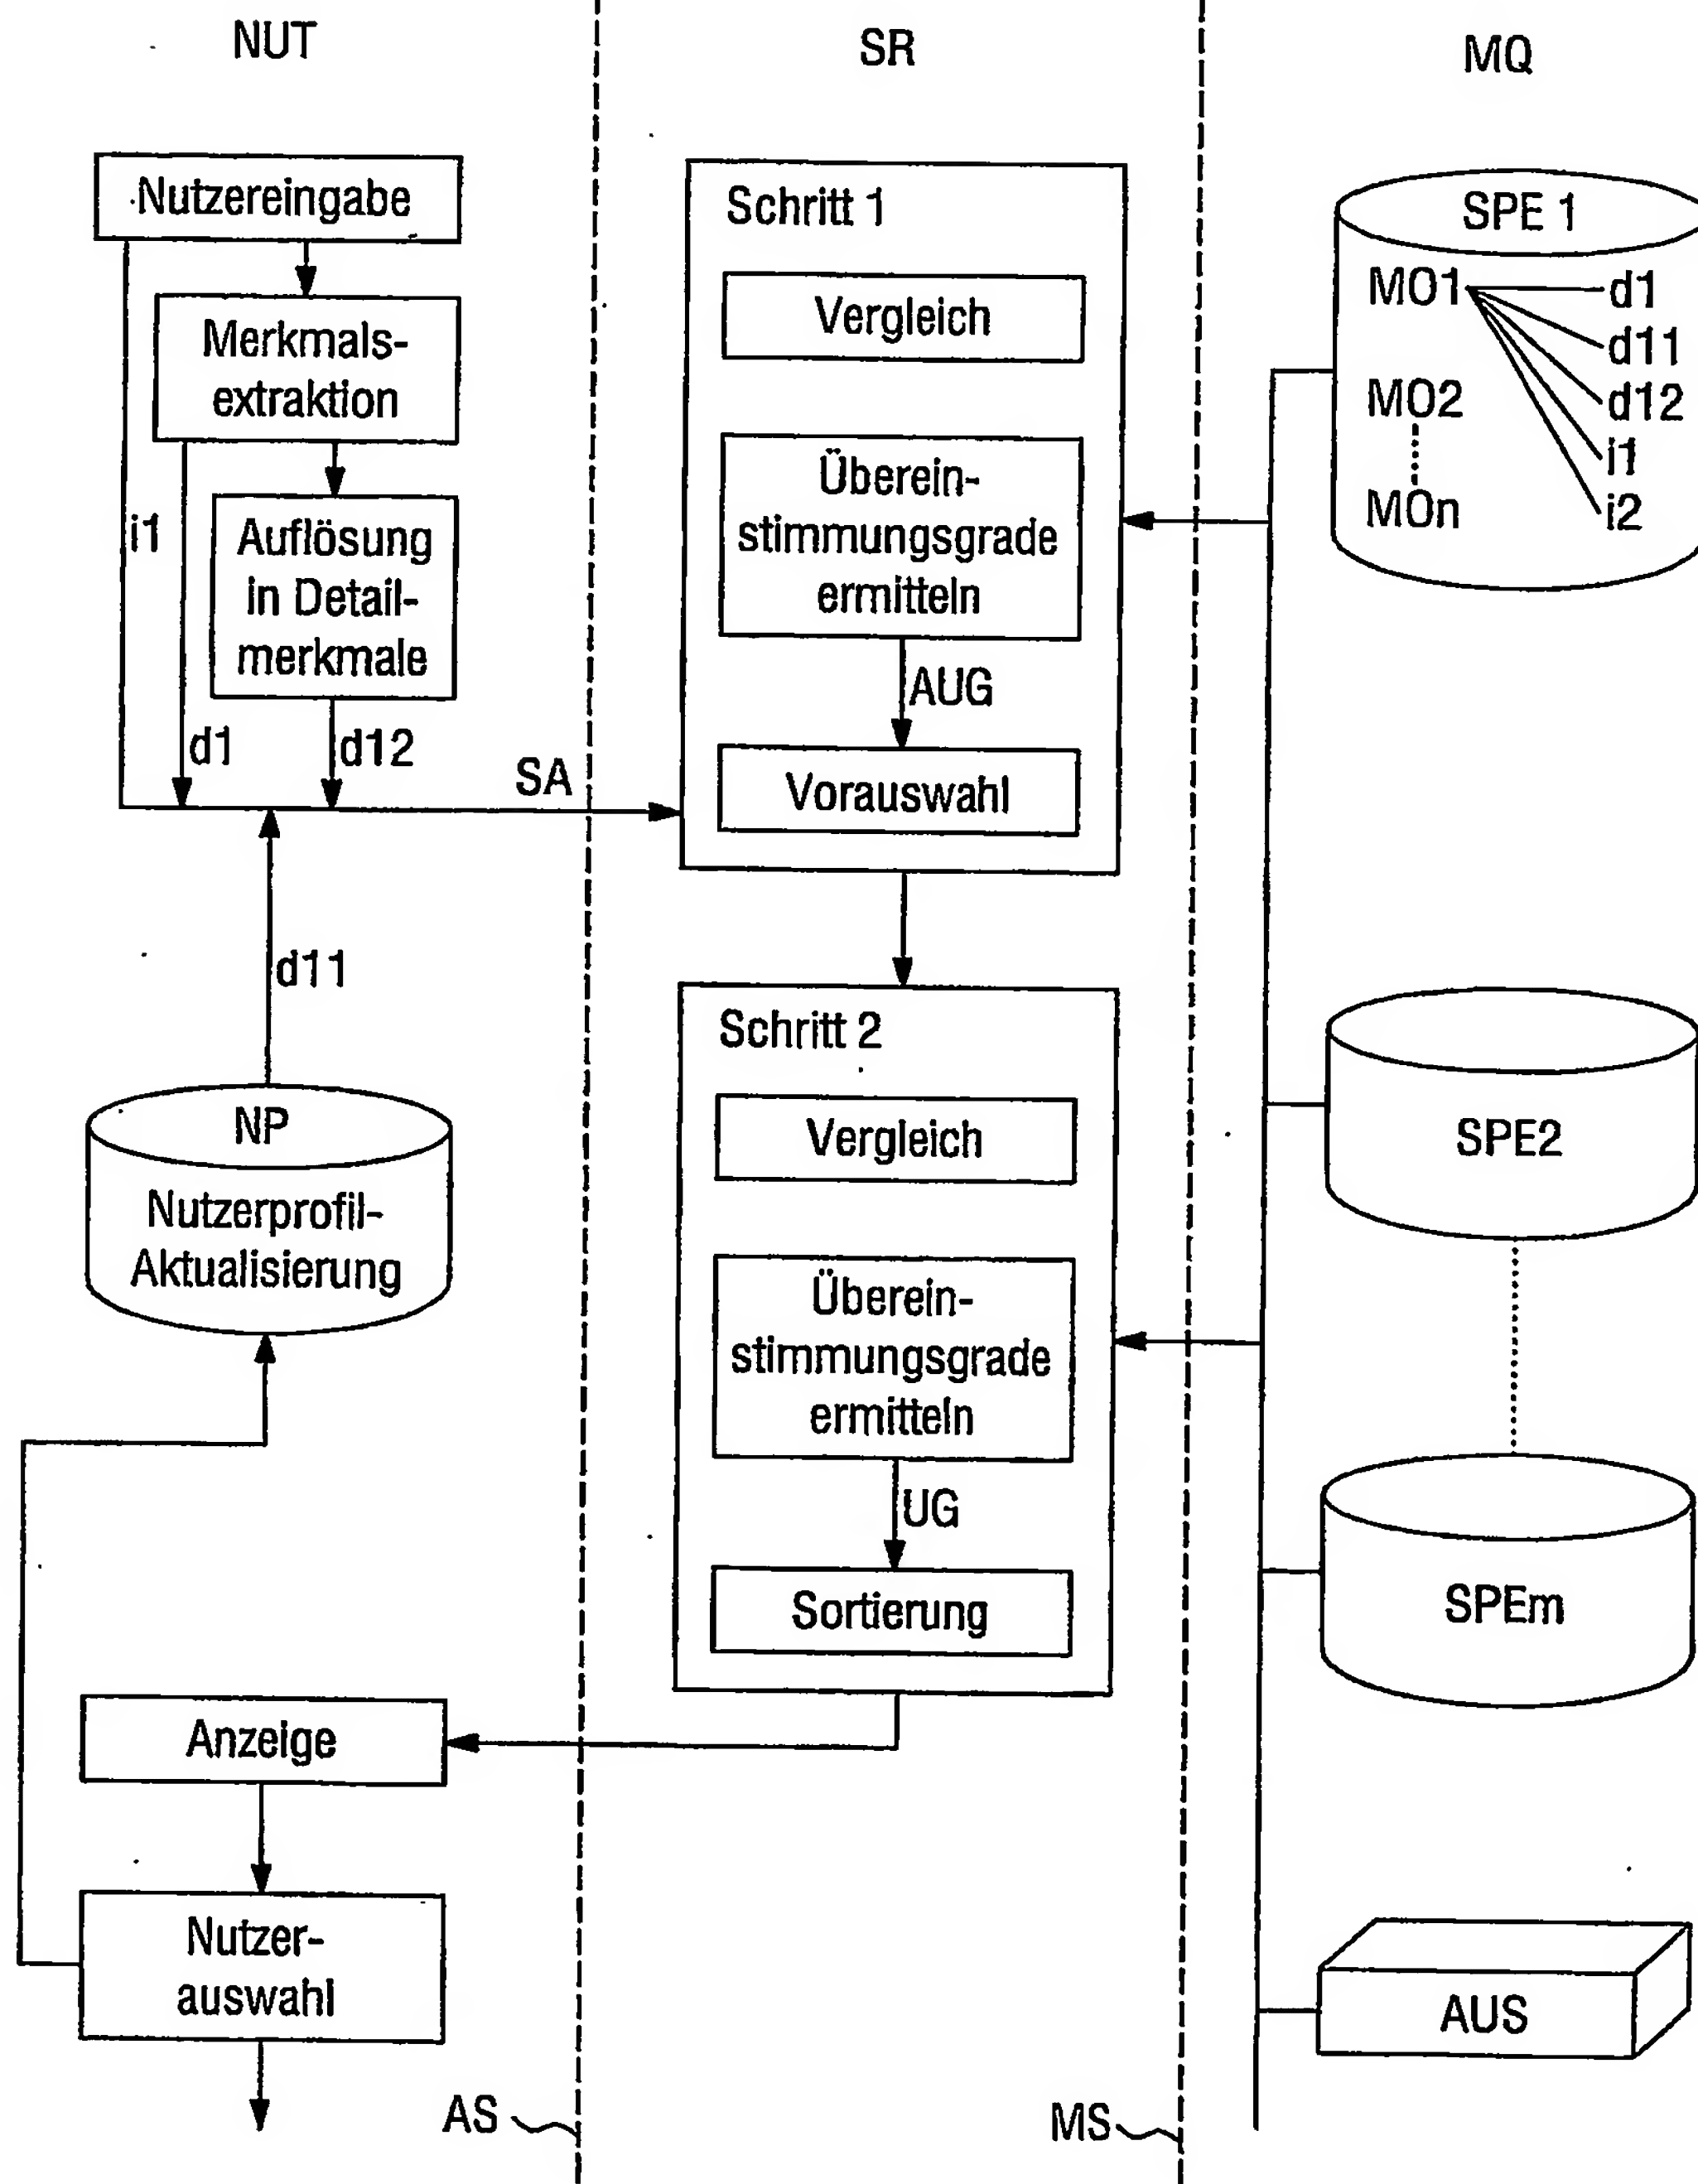 NUT
SR
MQ
Nutzereingabe
Merkmals-
extraktion
Auflösung
in Detail-
merkmale
i1
d1
d12
SA
d11
NP
Nutzerprofil-
Aktualisierung
Anzeige
Nutzer-
auswahl
AS
Schritt 1
Vergleich
Überein-
stimmungsgrade
ermitteln
AUG
Vorauswahl
Schritt 2
Vergleich
Überein-
stimmungsgrade
ermitteln
UG
Sortierung
MS
SPE 1
MO1
d1
d11
MO2
d12
i1
MOn
i2
SPE2
SPEm
AUS